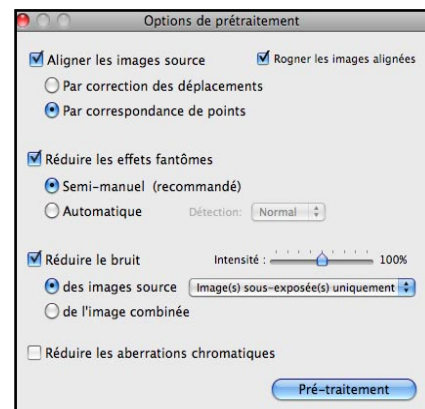 Options de prétraitement
Aligner les images source Rogner les images alignées
Par correction des déplacements
Par correspondance de points
Réduire les effets fantômes
Semi-manuel (recommandé)
Automatique Détection: Normal
Réduire le bruit Intensité : 100%
des images source Image(s) sous-exposée(s) uniquement
de l'image combinée
Réduire les aberrations chromatiques
Pré-traitement